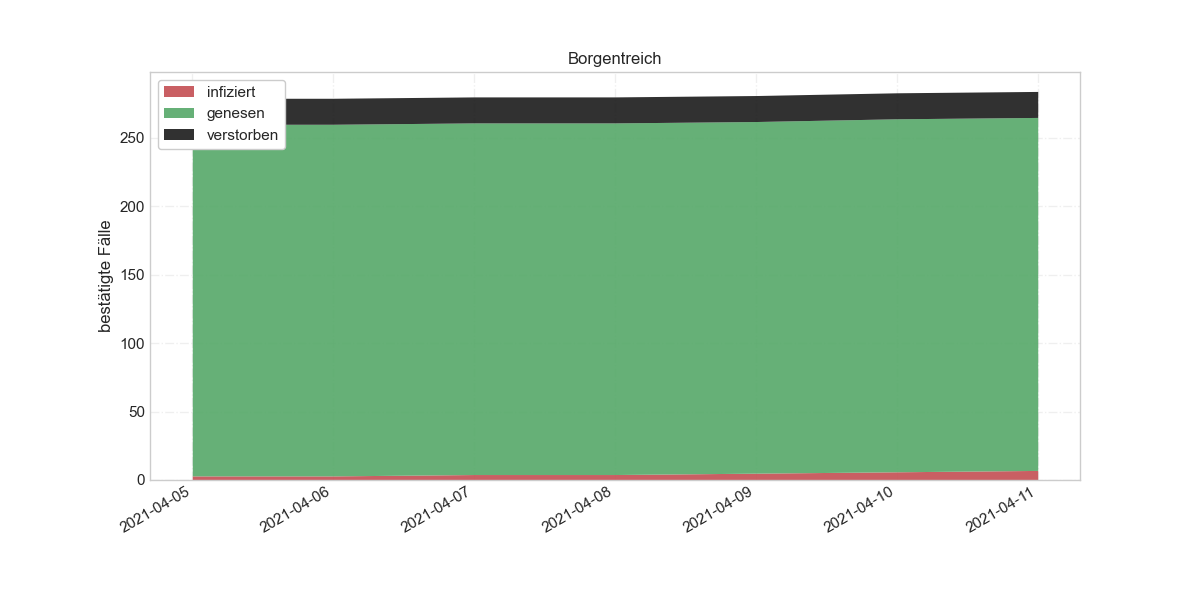 Borgentreich
infiziert
genesen
verstorben
bestätigte Fälle
250
200
150
100
50
0
2021-04-05
2021-04-06
2021-04-07
2021-04-08
2021-04-09
2021-04-10
2021-04-11